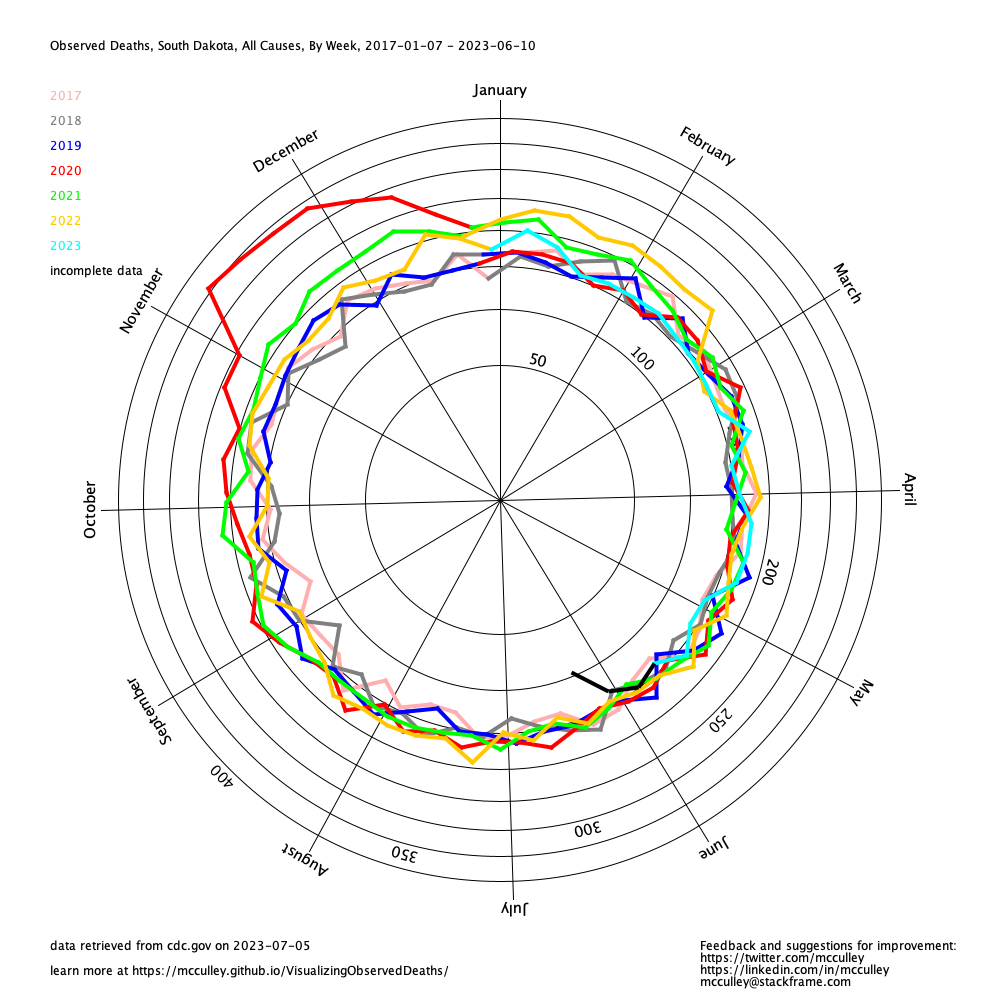 Observed Deaths, South Dakota, All Causes, By Week, 2017-01-07 - 2023-06-10
January
2017
2018
2019
2020
2021
2022
2023
incomplete data
December
February
November
March
50
100
October
April
200
September
May
250
400
300
350
August
June
July
data retrieved from cdc.gov on 2023-07-05
learn more at https://mcculley.github.io/VisualizingObservedDeaths/
Feedback and suggestions for improvement:
https://twitter.com/mcculley
https://linkedin.com/in/mcculley
mcculley@stackframe.com